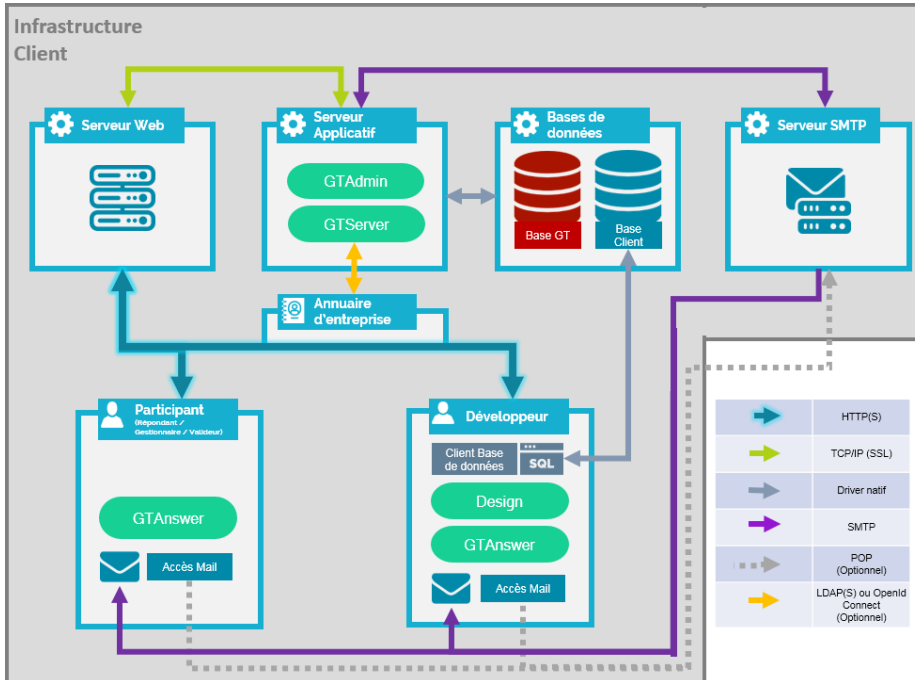 Infrastructure
Client
Serveur Web
Serveur
Applicatif
GTAdmin
GTServer
Bases de
données
Base GT
Base
Client
Serveur SMTP
Annuaire
d'entreprise
Participant
(Répondant /
Gestionnaire / Valideur)
GTAnswer
Accès Mail
Développeur
Client Base
de données
SQL
Design
GTAnswer
Accès Mail
HTTP(S)
TCP/IP (SSL)
Driver natif
SMTP
POP
(Optionnel)
LDAP(S) ou OpenId
Connect
(Optionnel)